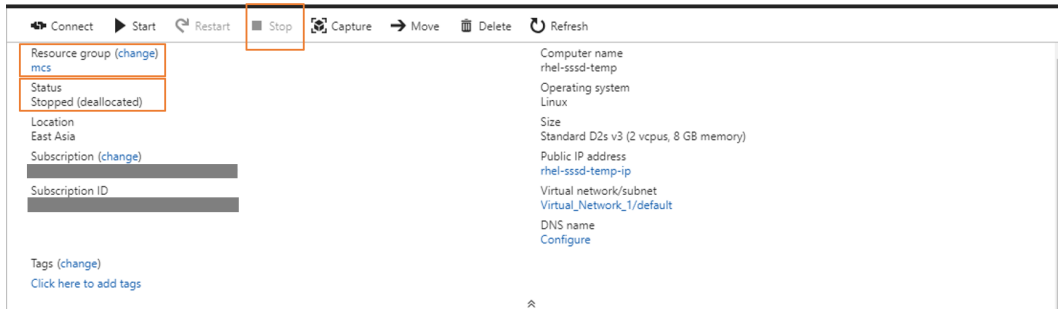 Connect Start Restart Stop Capture Move Delete Refresh
Resource group (change)
mcs
Status
Stopped (deallocated)
Location
East Asia
Subscription (change)
Subscription ID
Tags (change)
Click here to add tags
Computer name
rhel-sssd-temp
Operating system
Linux
Size
Standard D2s v3 (2 vcpus, 8 GB memory)
Public IP address
rhel-sssd-temp-ip
Virtual network/subnet
Virtual_Network_1/default
DNS name
Configure